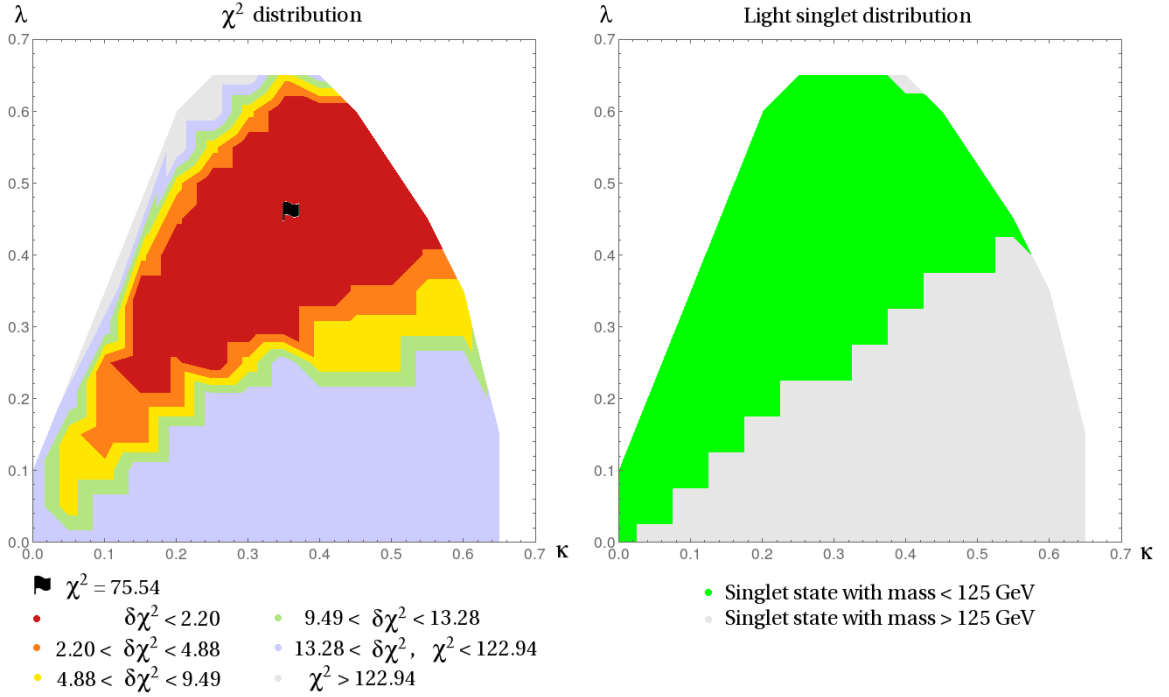 λ χ² distribution
0.7
0.6
0.5
0.4
0.3
0.2
0.1
0.0
0.0 0.1 0.2 0.3 0.4 0.5 0.6 κ 0.7
χ² = 75.54
δχ² < 2.20
2.20 < δχ² < 4.88
4.88 < δχ² < 9.49
9.49 < δχ² < 13.28
13.28 < δχ², χ² < 122.94
χ² > 122.94
λ Light singlet distribution
0.7
0.6
0.5
0.4
0.3
0.2
0.1
0.0
0.0 0.1 0.2 0.3 0.4 0.5 0.6 κ 0.7
Singlet state with mass < 125 GeV
Singlet state with mass > 125 GeV